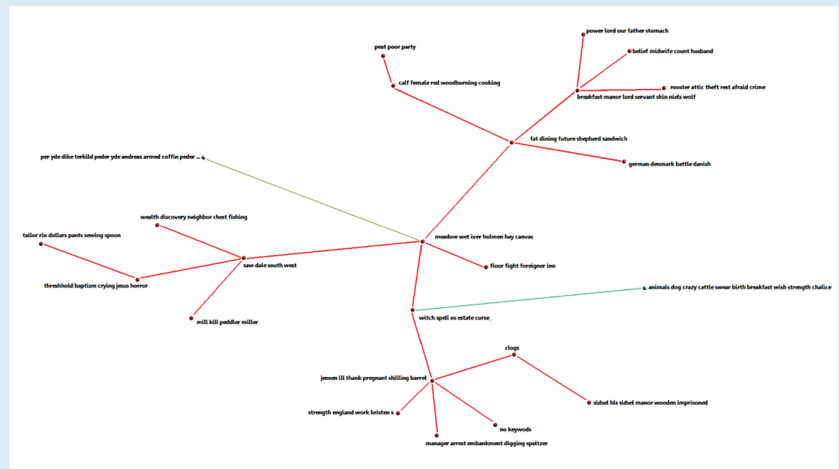 power lord our father stomach
peat poor party
belief midwife count husband
calf female red woodburning cooking
rooster attic theft rest afraid crime
breakfast manor lord servant skin niels wolf
fat dining future shepherd sandwich
per yde dike terkild peder yde andreas armed coffin peder ...
german denmark battle danish
wealth discovery neighbor chest fishing
tailor rix dollars pants sewing spoon
meadow wet iver holmen hay canvas
saw dale south west
floor fight foreigner inn
threshhold baptism crying jesus horror
animals dog crazy cattle swear birth breakfast wish strength chalice
mill kill peddler miller
witch spell os estate curse
clogs
jensen ill thank pregnant shilling barrel
sidsel his sidsel manor wooden imprisoned
strength england work kristen s
no keywods
manager arrest embankment digging speitzer